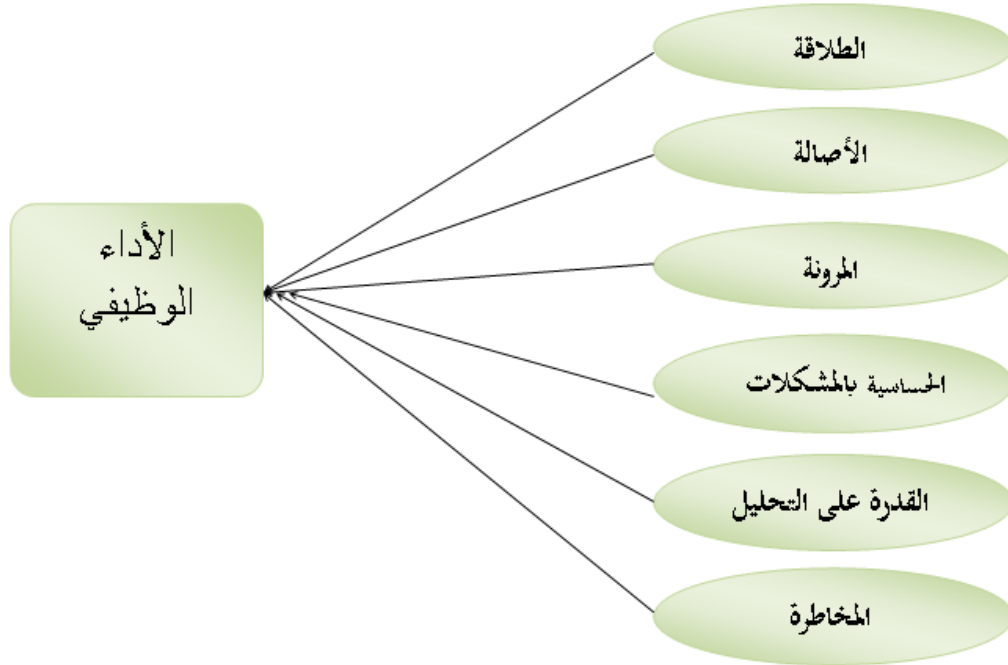 الطلاقة
الأصالة
المرونة
الحساسية بالمشكلات
القدرة على التحليل
المخاطرة
الأداء
الوظيفي